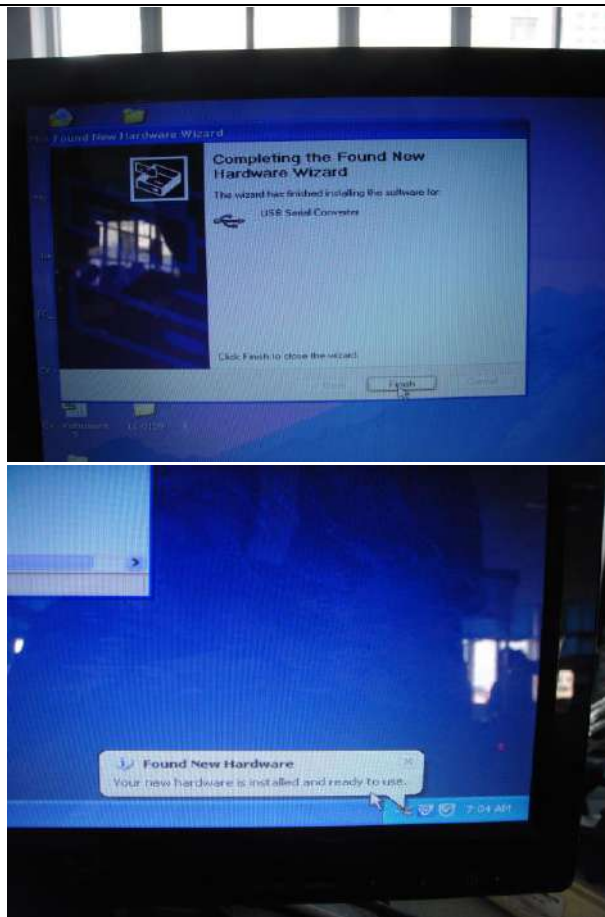 Found New Hardware Wizard
Completing the Found New
Hardware Wizard
The wizard has finished installing the software for:
USB Serial Converter
Click Finish to close the wizard.
Finish
Cancel
Found New Hardware
Your new hardware is installed and ready to use.
7:04 AM